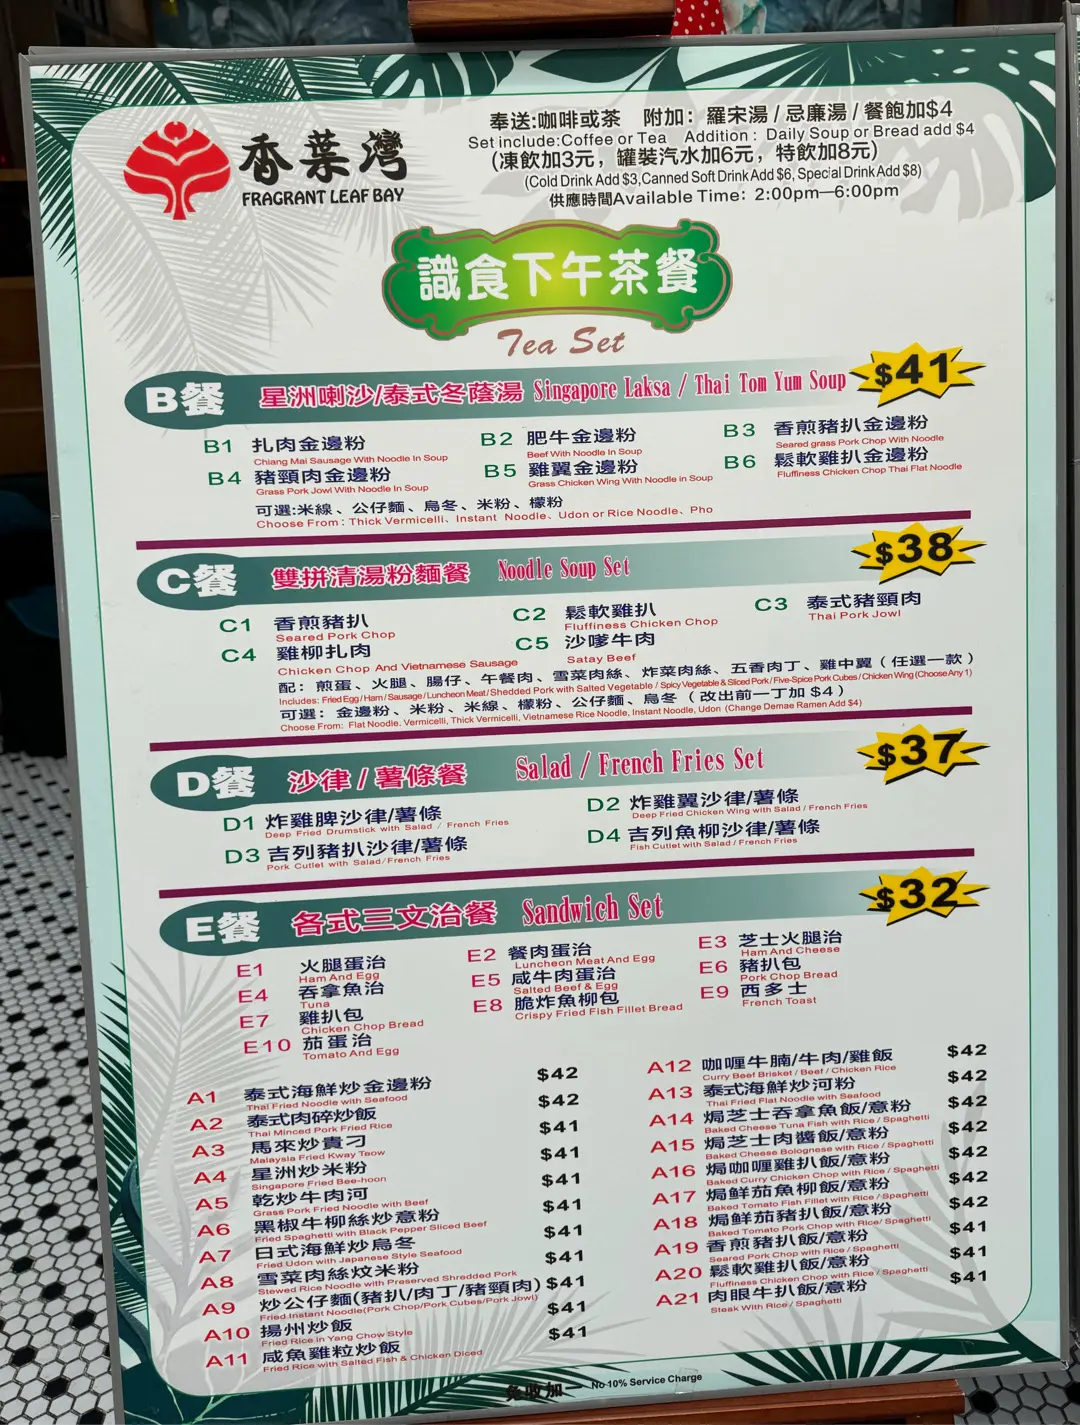 香葉灣
FRAGRANT LEAF BAY
奉送:咖啡或茶 附加: 羅宋湯/忌廉湯/餐飽加$4
Set include:Coffee or Tea Addition: Daily Soup or Bread add $4
(凍飲加3元，罐裝汽水加6元，特飲加8元)
(Cold Drink Add $3,Canned Soft Drink Add $6, Special Drink Add $8)
供應時間Available Time: 2:00pm—6:00pm
識食下午茶餐
Tea Set
B餐 星洲喇沙/泰式冬蔭湯 Singapore Laksa / Thai Tom Yum Soup $41
B1 扎肉金邊粉 B2 肥牛金邊粉 B3 香煎豬扒金邊粉
Chiang Mai Sausage With Noodle In Soup Beef With Noodle In Soup Seared grass Pork Chop With Noodle
B4 豬頸肉金邊粉 B5 雞翼金邊粉 B6 鬆軟雞扒金邊粉
Grass Pork Jowl With Noodle In Soup Grass Chicken Wing With Noodle in Soup Fluffiness Chicken Chop Thai Flat Noodle
可選:米線、公仔麵、烏冬、米粉、檬粉
Choose From : Thick Vermicelli、Instant Noodle、Udon or Rice Noodle、Pho
C餐 雙拼清湯粉麵餐 Noodle Soup Set $38
C1 香煎豬扒 C2 鬆軟雞扒 C3 泰式豬頸肉
Seared Pork Chop Fluffiness Chicken Chop Thai Pork Jowl
C4 雞柳扎肉 C5 沙嗲牛肉
Chicken Chop And Vietnamese Sausage Satay Beef
配: 煎蛋、火腿、腸仔、午餐肉、雪菜肉絲、炸菜肉絲、五香肉丁、雞中翼（任選一款）
Includes: Fried Egg / Ham / Sausage / Luncheon Meat / Shedded Pork with Salted Vegetable / Spicy Vegetable & Sliced Pork / Five-Spice Pork Cubes / Chicken Wing (Choose Any 1)
可選: 金邊粉、米粉、米線、檬粉、公仔麵、烏冬（改出前一丁加 $4）
Choose From: Flat Noodle, Vermicelli, Thick Vermicelli, Vietnamese Rice Noodle, Instant Noodle, Udon (Change Demae Ramen Add $4)
D餐 沙律/薯條餐 Salad / French Fries Set $37
D1 炸雞脾沙律/薯條 D2 炸雞翼沙律/薯條
Deep Fried Drumstick with Salad / French Fries Deep Fried Chicken Wing with Salad / French Fries
D3 吉列豬扒沙律/薯條 D4 吉列魚柳沙律/薯條
Pork Cutlet with Salad/French Fries Fish Cutlet with Salad / French Fries
E餐 各式三文治餐 Sandwich Set $32
E1 火腿蛋治 E2 餐肉蛋治 E3 芝士火腿治
Ham And Egg Luncheon Meat And Egg Ham And Cheese
E4 吞拿魚治 E5 咸牛肉蛋治 E6 豬扒包
Tuna Salted Beef & Egg Pork Chop Bread
E7 雞扒包 E8 脆炸魚柳包 E9 西多士
Chicken Chop Bread Crispy Fried Fish Fillet Bread French Toast
E10 茄蛋治
Tomato And Egg
A1 泰式海鮮炒金邊粉 $42
Thai Fried Noodle with Seafood
A2 泰式肉碎炒飯 $42
Thai Minced Pork Fried Rice
A3 馬來炒貴刁 $41
Malaysia Fried Kway Teow
A4 星洲炒米粉 $41
Singapore Fried Bee-hoon
A5 乾炒牛肉河 $41
Grass Pork Fried Noodle with Beef
A6 黑椒牛柳絲炒意粉 $41
Fried Spaghetti with Black Pepper Sliced Beef
A7 日式海鮮炒烏冬 $41
Fried Udon with Japanese Style Seafood
A8 雪菜肉絲炆米粉 $41
Stewed Rice Noodle with Preserved Shredded Pork
A9 炒公仔麵(豬扒/肉丁/豬頸肉) $41
Fried Instant Noodle(Pork Chop/Pork Cubes/Pork Jowl)
A10 揚州炒飯 $41
Fried Rice in Yang Chow Style
A11 咸魚雞粒炒飯 $41
Fried Rice with Salted Fish & Chicken Diced
A12 咖喱牛腩/牛肉/雞飯 $42
Curry Beef Brisket / Beef / Chicken Rice
A13 泰式海鮮炒河粉 $42
Thai Fried Flat Noodle with Seafood
A14 焗芝士吞拿魚飯/意粉 $42
Baked Cheese Tuna Fish with Rice / Spaghetti
A15 焗芝士肉醬飯/意粉 $42
Baked Cheese Bolognese with Rice / Spaghetti
A16 焗咖喱雞扒飯/意粉 $42
Baked Curry Chicken Chop with Rice / Spaghetti
A17 焗鮮茄魚柳飯/意粉 $42
Baked Tomato Fish Fillet with Rice / Spaghetti
A18 焗鮮茄豬扒飯/意粉 $42
Baked Tomato Pork Chop with Rice/ Spaghetti
A19 香煎豬扒飯/意粉 $41
Seared Pork Chop with Rice / Spaghetti
A20 鬆軟雞扒飯/意粉 $41
Fluffiness Chicken Chop with Rice / Spaghetti
A21 肉眼牛扒飯/意粉 $41
Steak With Rice / Spaghetti
免收加一 No 10% Service Charge